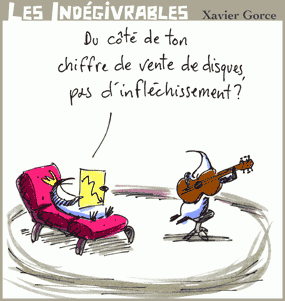 LES INDÉGIVRABLES Xavier Gorce
Du côté de ton
chiffre de vente de disques,
pas d'infléchissement ?